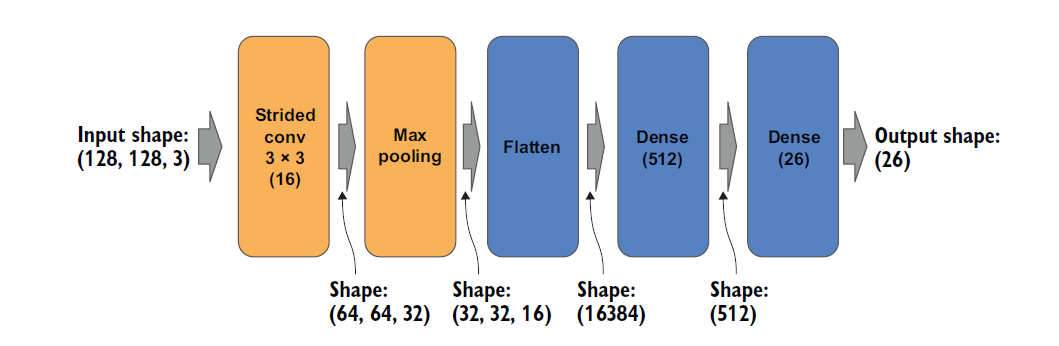 Input shape:
(128, 128, 3)
Strided
conv
3 × 3
(16)
Max
pooling
Flatten
Dense
(512)
Dense
(26)
Output shape:
(26)
Shape:
(64, 64, 32)
Shape:
(32, 32, 16)
Shape:
(16384)
Shape:
(512)